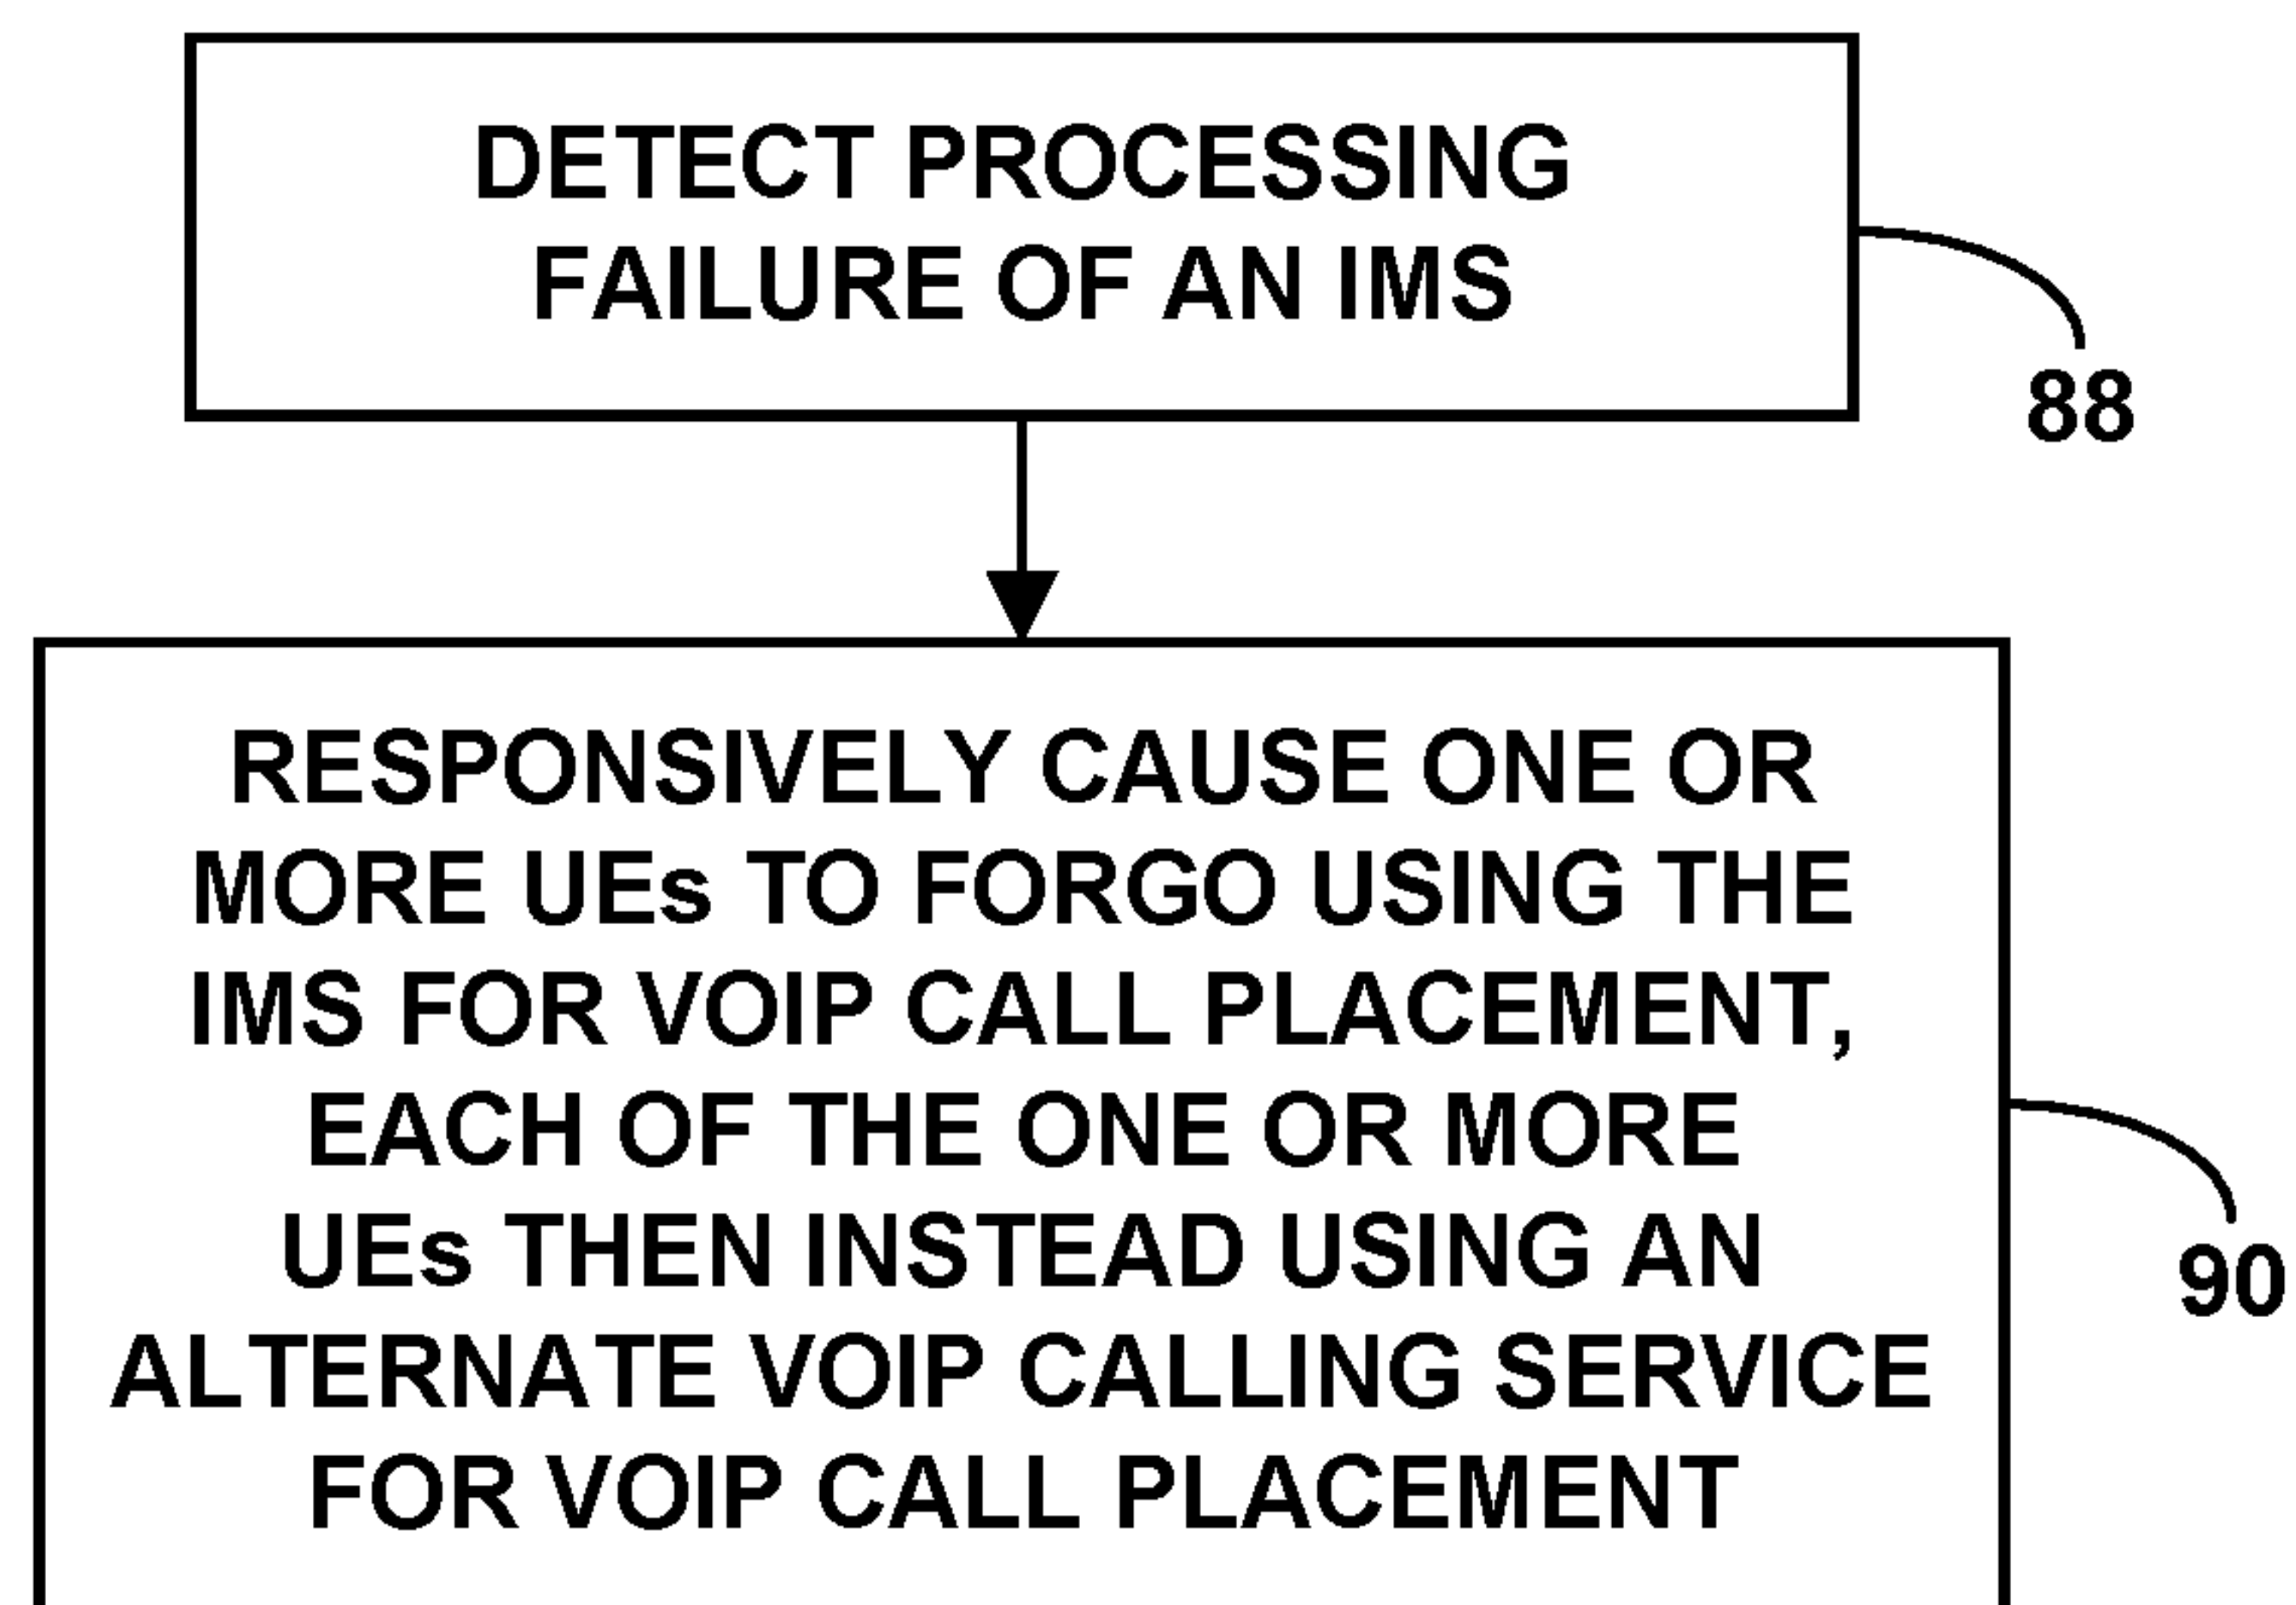 DETECT PROCESSING
FAILURE OF AN IMS
88
RESPONSIVELY CAUSE ONE OR
MORE UEs TO FORGO USING THE
IMS FOR VOIP CALL PLACEMENT,
EACH OF THE ONE OR MORE
UEs THEN INSTEAD USING AN
ALTERNATE VOIP CALLING SERVICE
FOR VOIP CALL PLACEMENT
90